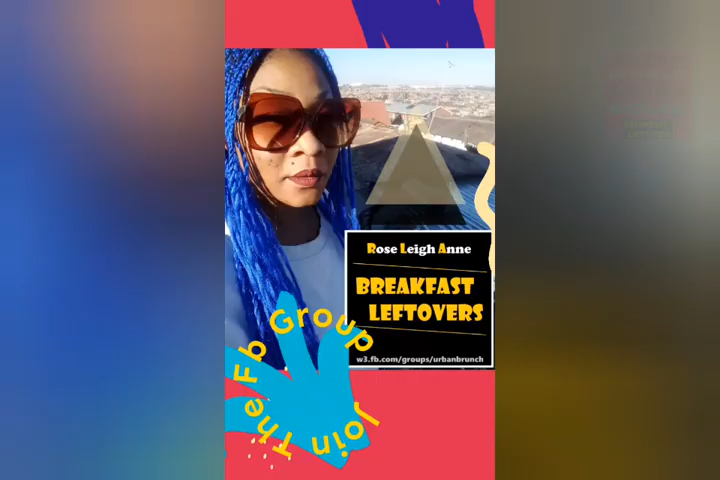 Rose Leigh Anne
BREAKFAST
LEFTOVERS
w3.fb.com/groups/urbanbrunch
Join The Fb Group